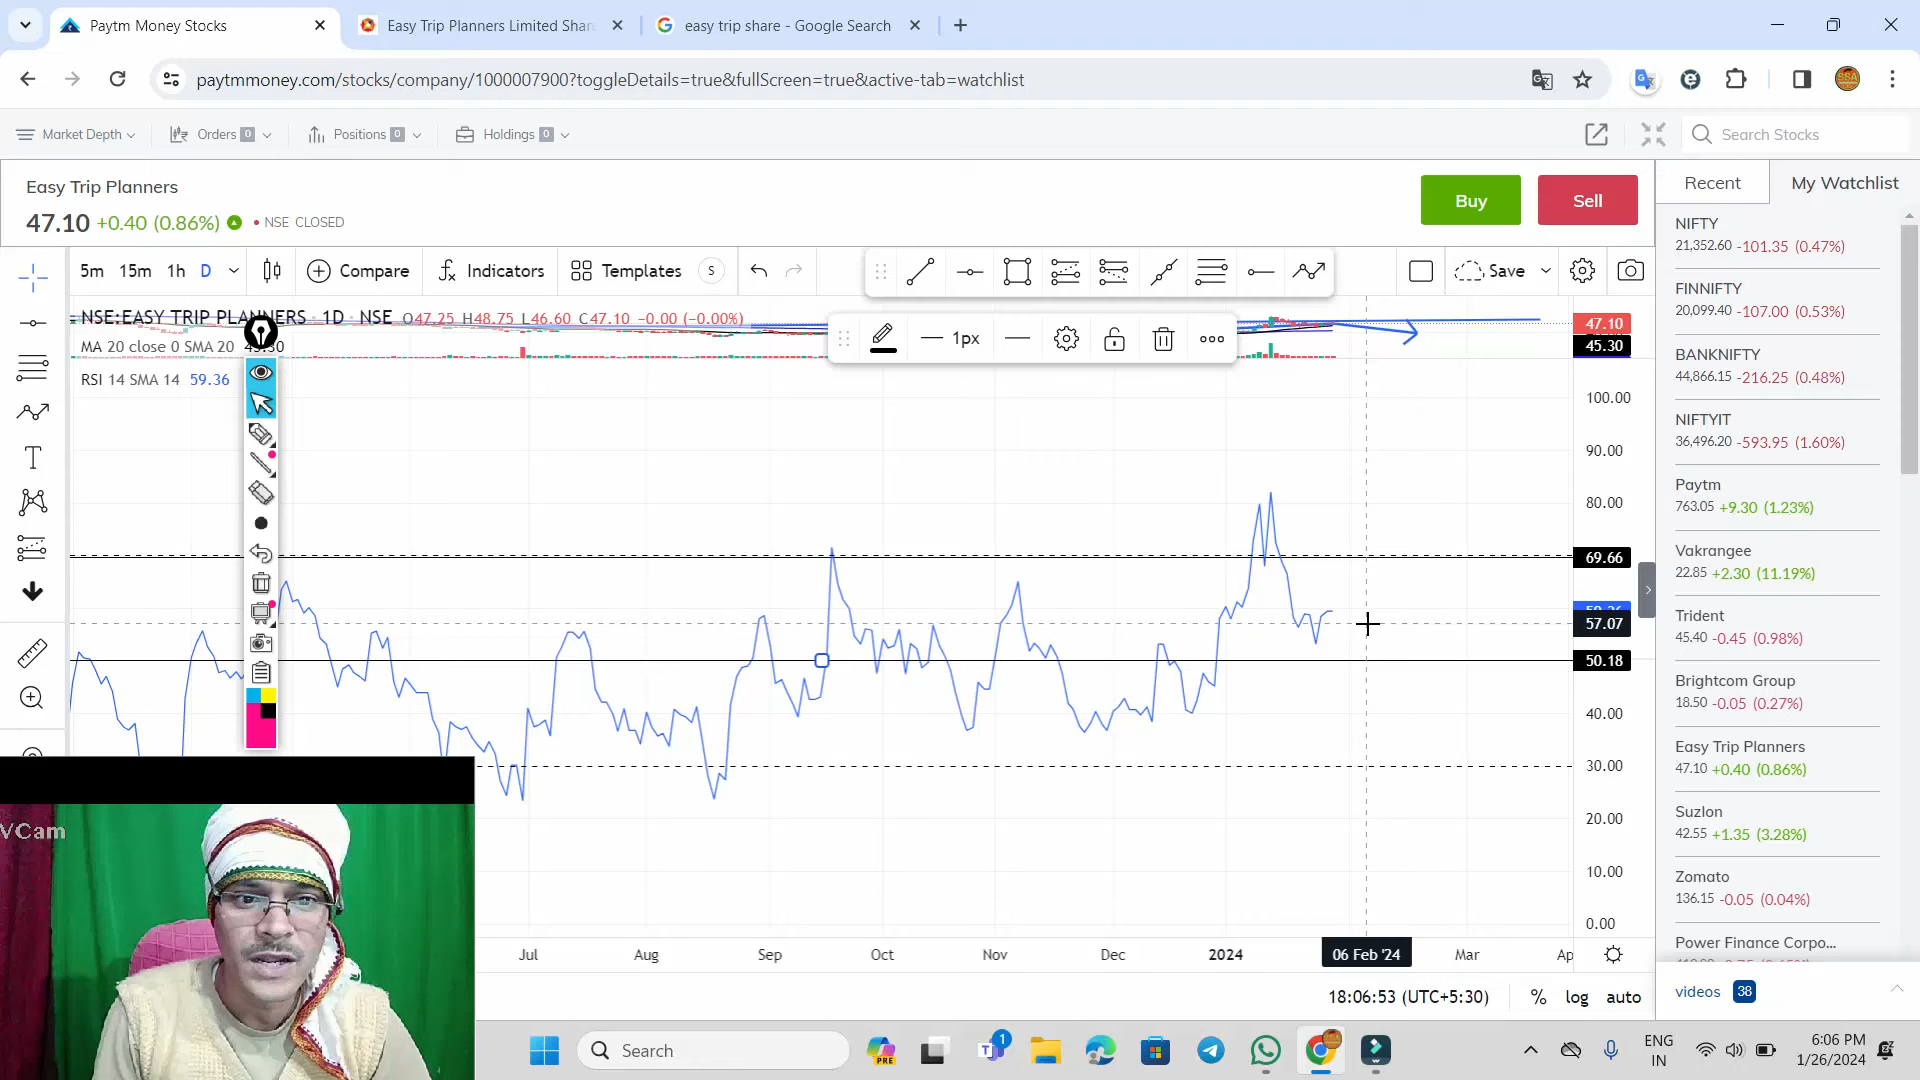 Paytm Money Stocks
Easy Trip Planners Limited Shar
easy trip share - Google Search
paytmmoney.com/stocks/company/1000007900?toggleDetails=true&fullScreen=true&active-tab=watchlist
Market Depth
Orders 0
Positions 0
Holdings 0
Search Stocks
Easy Trip Planners
47.10 +0.40 (0.86%)
NSE CLOSED
Buy
Sell
Recent
My Watchlist
5m 15m 1h D
Compare
Indicators
Templates
S
Save
NSE:EASY TRIP PLANNERS · 1D · NSE O47.25 H48.75 L46.60 C47.10 -0.00 (-0.00%)
MA 20 close 0 SMA 20
RSI 14 SMA 14 59.36
1px
47.10
45.30
100.00
90.00
80.00
69.66
57.07
50.18
40.00
30.00
20.00
10.00
0.00
Jul
Aug
Sep
Oct
Nov
Dec
2024
06 Feb '24
Mar
Ap
18:06:53 (UTC+5:30)
%
log
auto
NIFTY
21,352.60 -101.35 (0.47%)
FINNIFTY
20,099.40 -107.00 (0.53%)
BANKNIFTY
44,866.15 -216.25 (0.48%)
NIFTYIT
36,496.20 -593.95 (1.60%)
Paytm
763.05 +9.30 (1.23%)
Vakrangee
22.85 +2.30 (11.19%)
Trident
45.40 -0.45 (0.98%)
Brightcom Group
18.50 -0.05 (0.27%)
Easy Trip Planners
47.10 +0.40 (0.86%)
Suzlon
42.55 +1.35 (3.28%)
Zomato
136.15 -0.05 (0.04%)
Power Finance Corpo...
videos 38
VCam
Search
PRE
1
ENG
IN
6:06 PM
1/26/2024